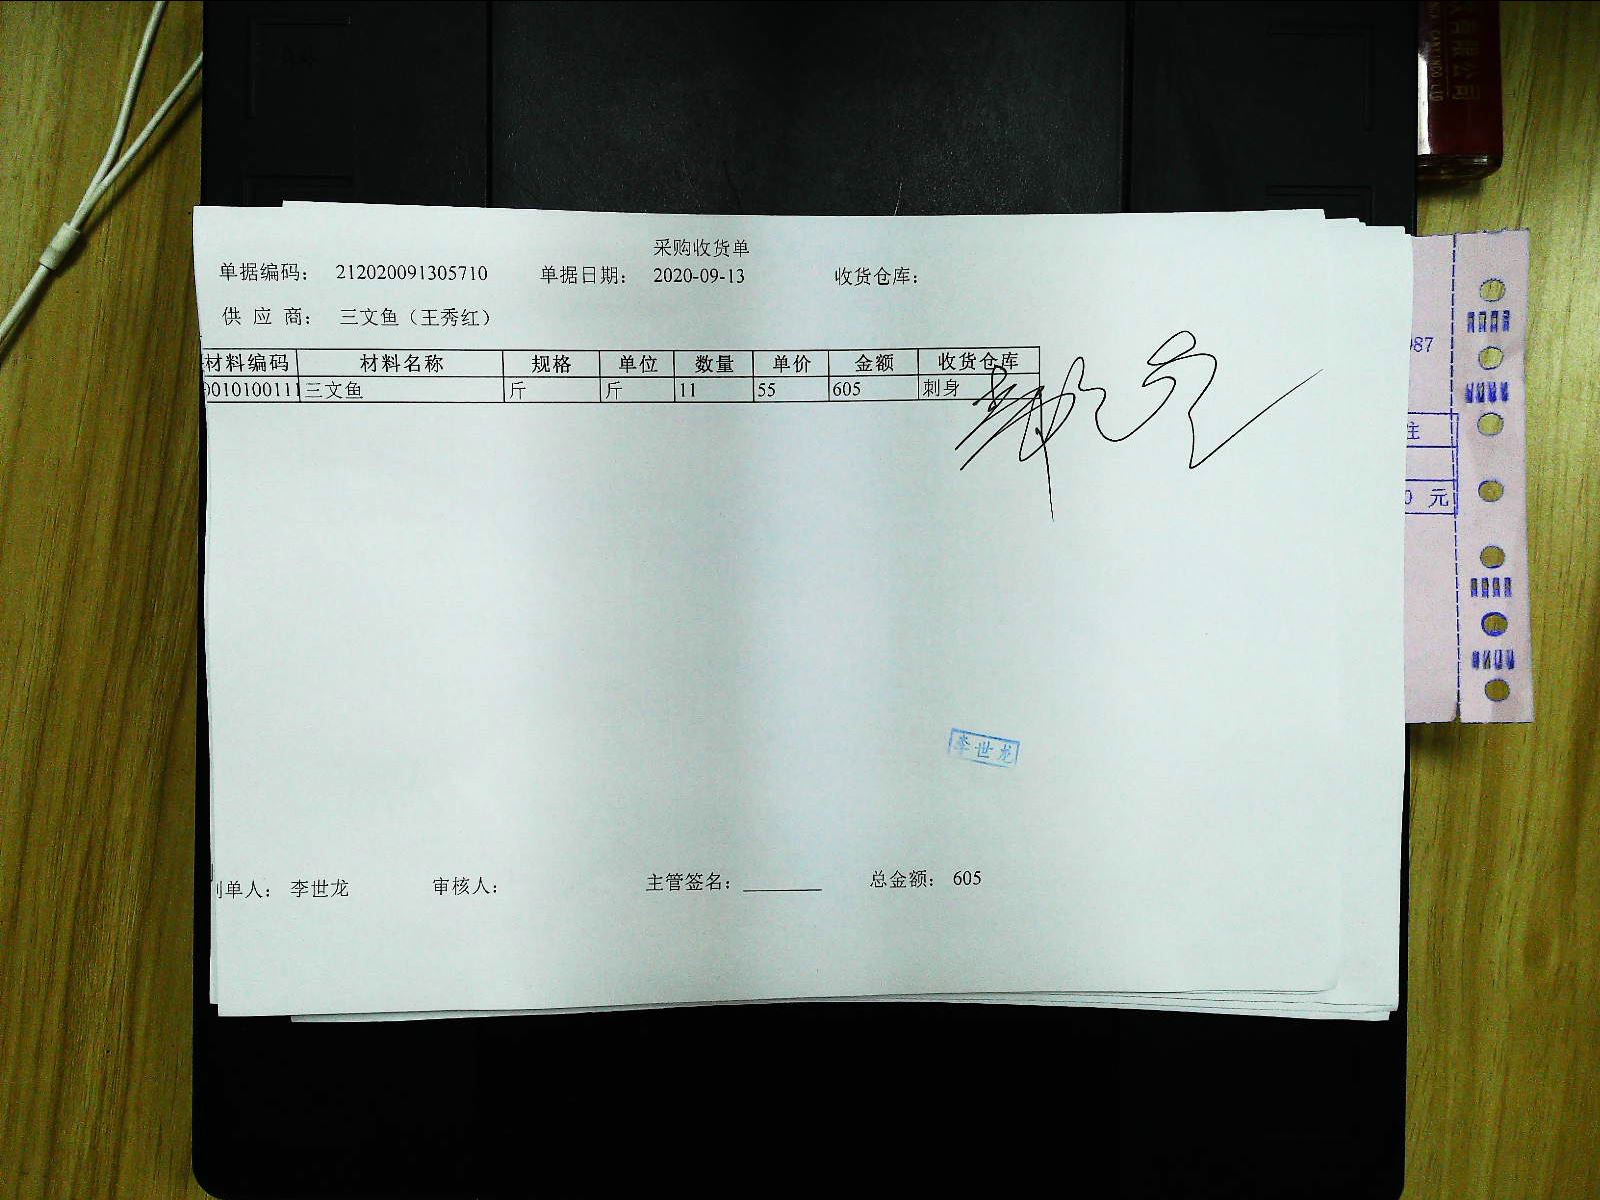 采购收货单
单据编码： 212020091305710 单据日期： 2020-09-13 收货仓库：
供 应 商： 三文鱼（王秀红）
材料编码 材料名称 规格 单位 数量 单价 金额 收货仓库
0010100111 三文鱼 斤 斤 11 55 605 刺身
李世龙
制单人： 李世龙 审核人： 主管签名： 总金额： 605
087
注
0 元